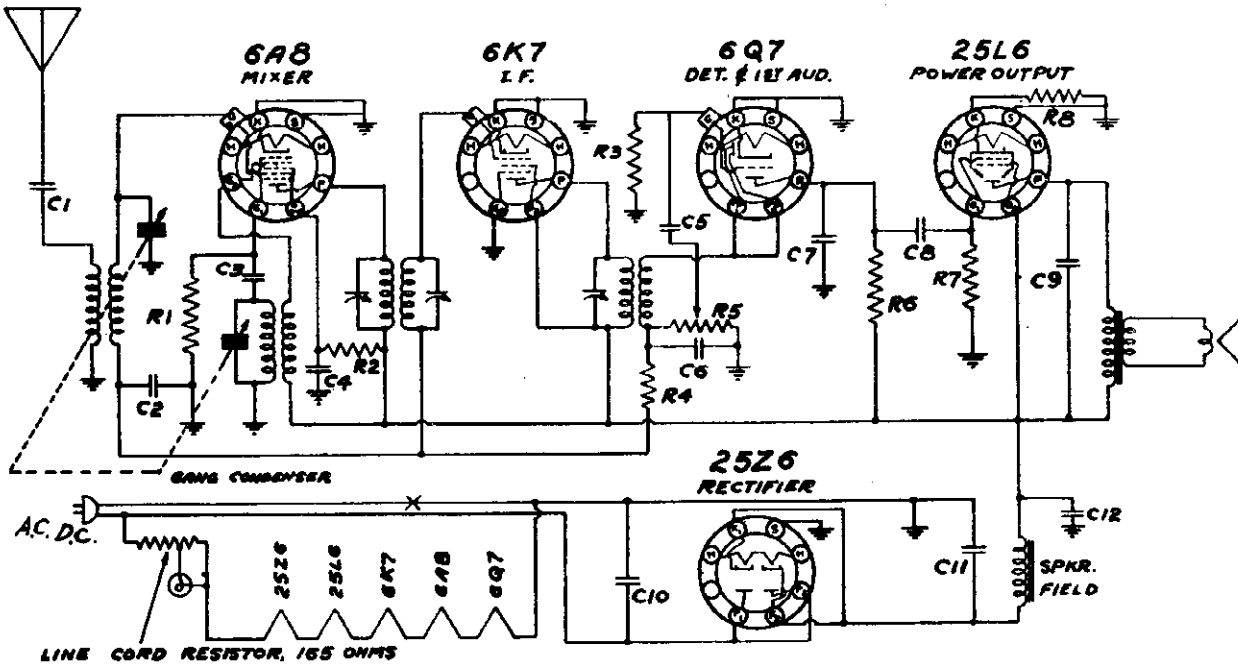 6A8
MIXER
6K7
I.F.
6Q7
DET. & 1ST AUD.
25L6
POWER OUTPUT
R8
C1
R3
C5
C3
C7
C8
R7
C9
R1
R5
R6
R2
C4
C6
C2
R4
GANG CONDENSER
25Z6
RECTIFIER
A.C. D.C.
C12
25Z6
25L6
6K7
6A8
6Q7
C10
C11
SPKR.
FIELD
LINE CORD RESISTOR, 165 OHMS